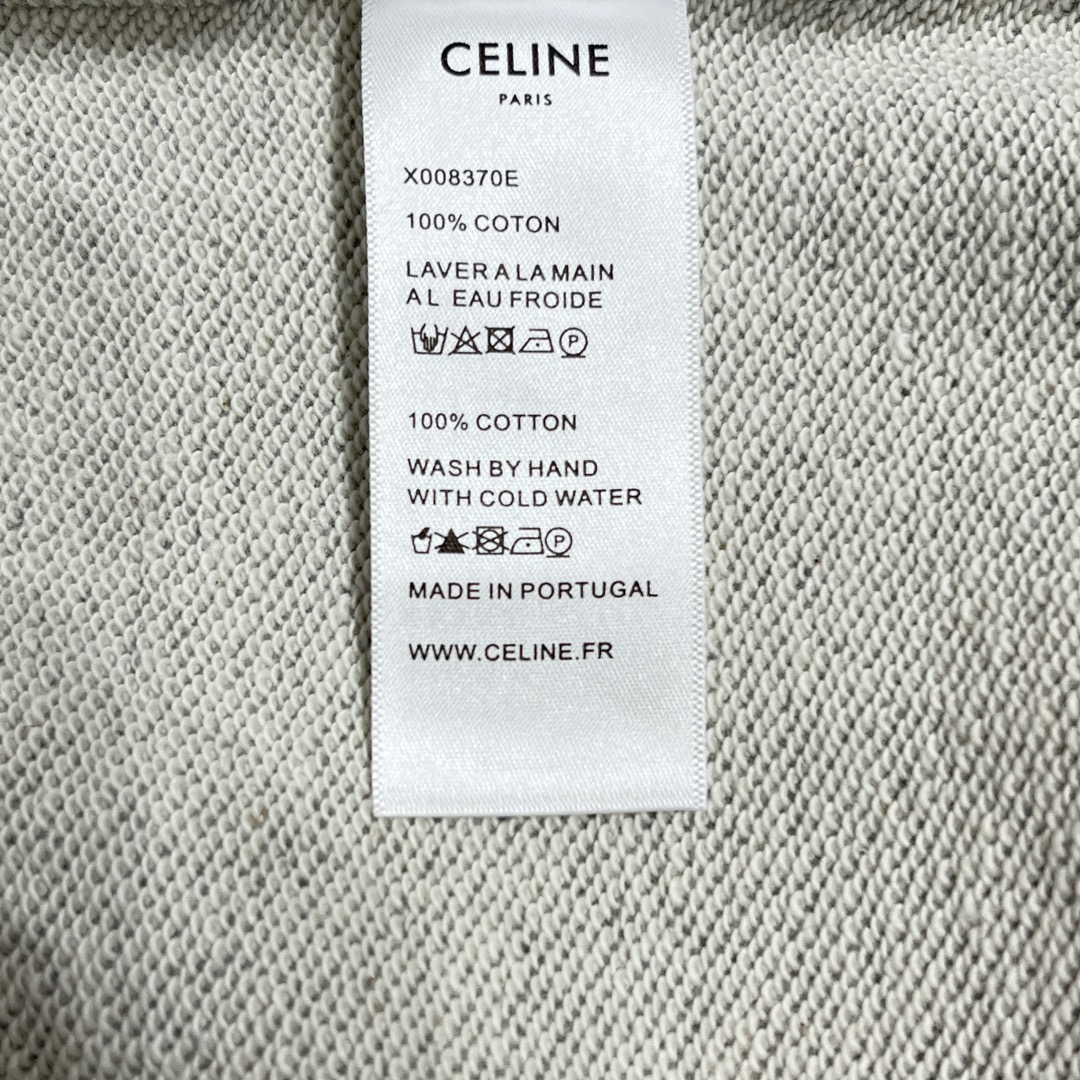 CELINE
PARIS
X008370E
100% COTON
LAVER A LA MAIN
A L EAU FROIDE
P
100% COTTON
WASH BY HAND
WITH COLD WATER
P
MADE IN PORTUGAL
WWW.CELINE.FR